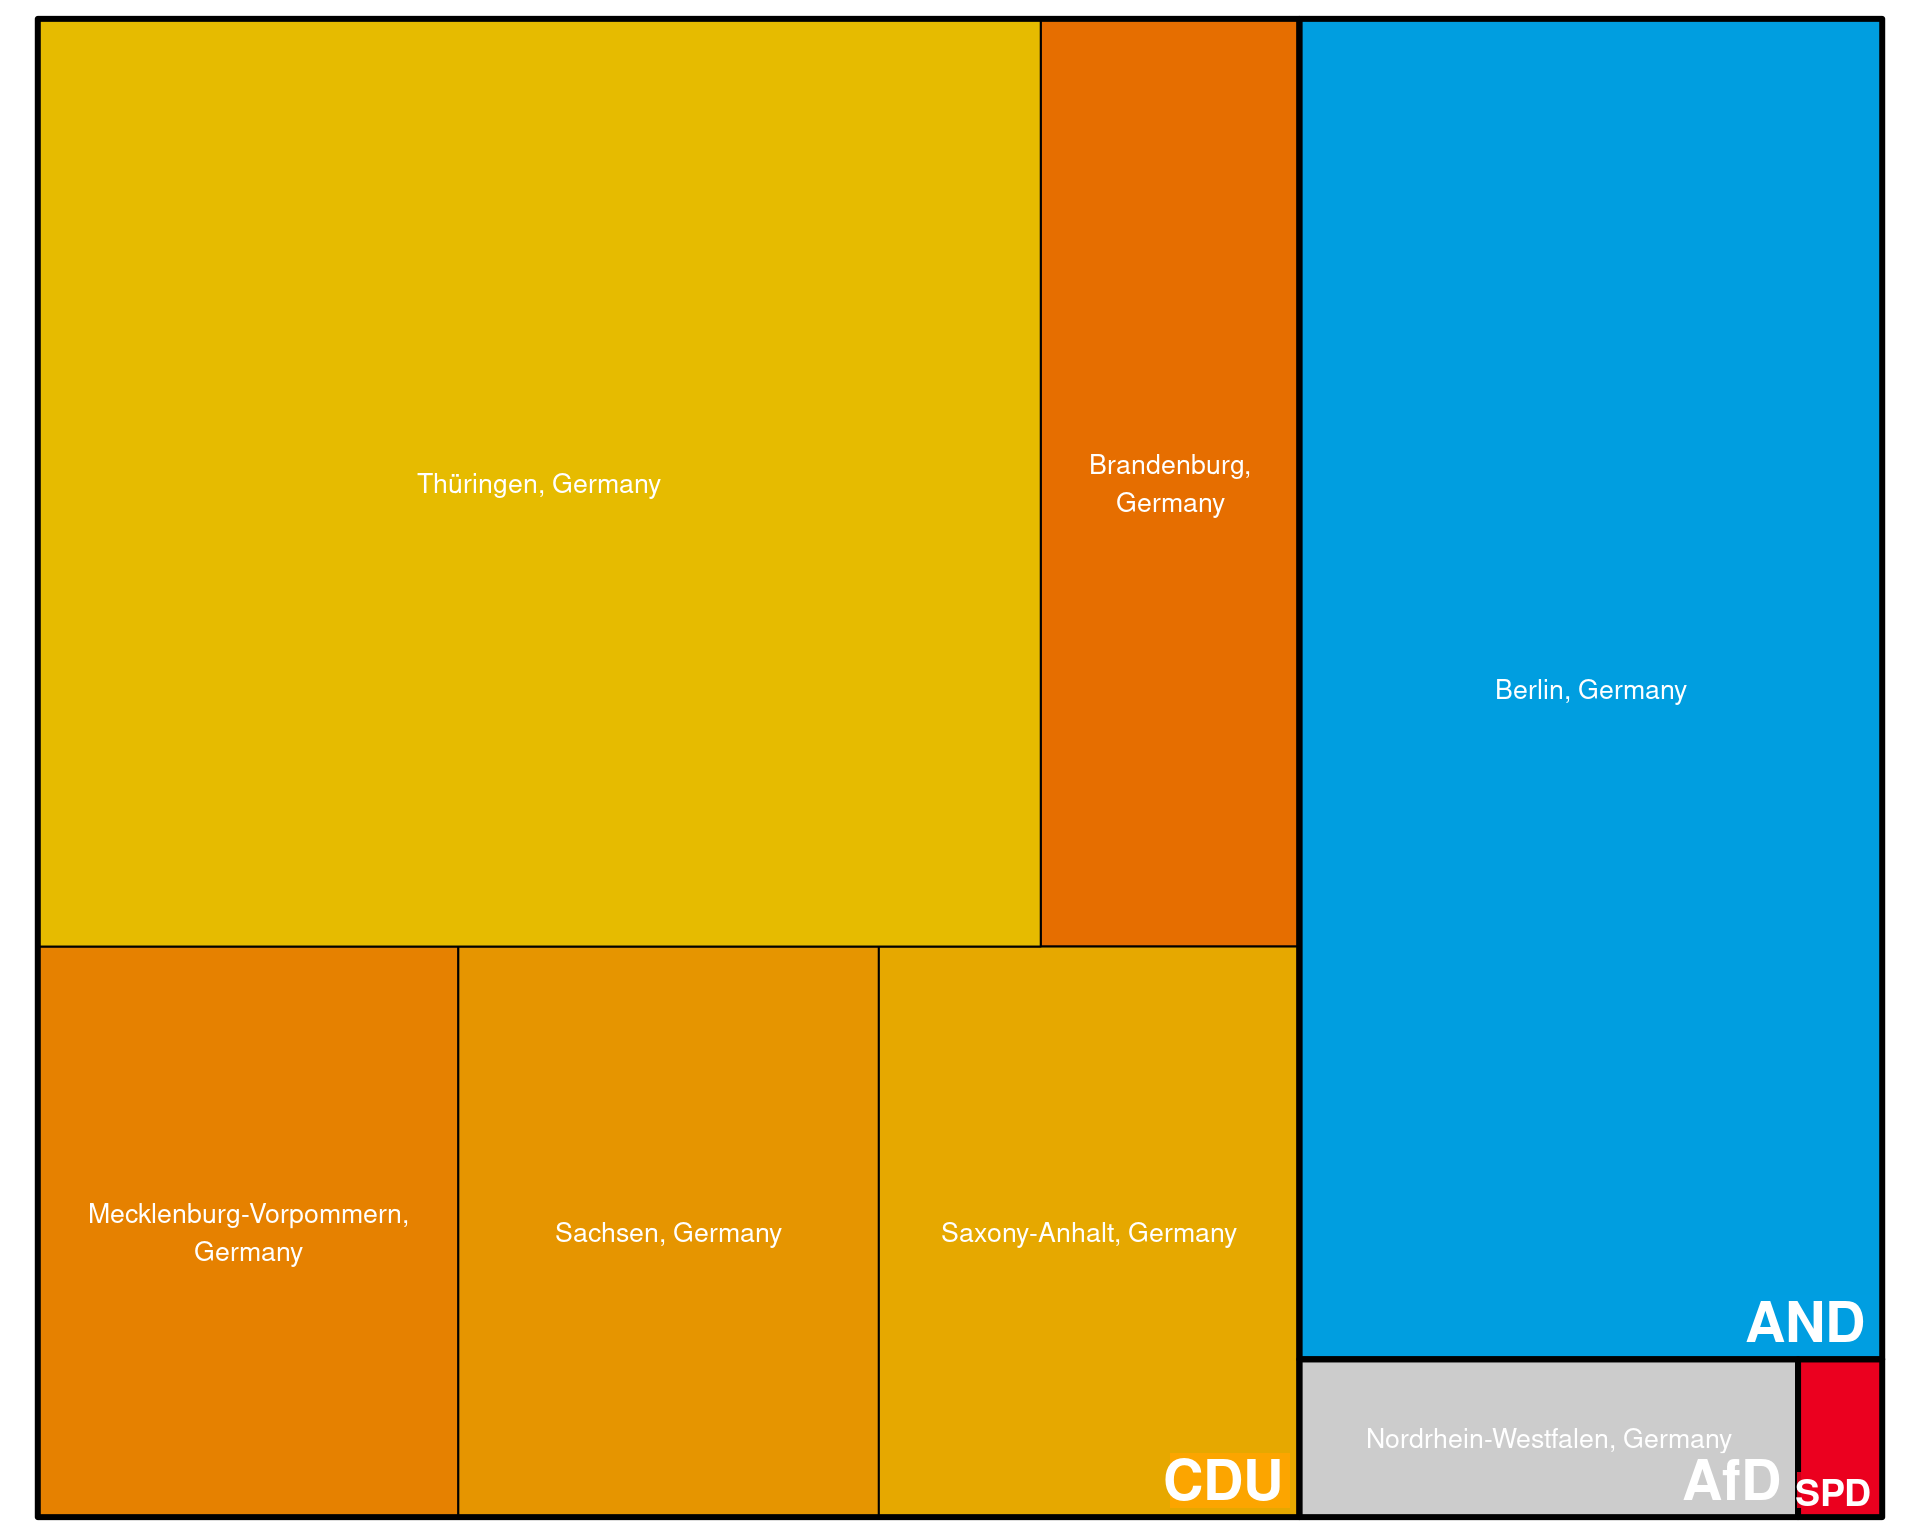 Thüringen, Germany
Brandenburg,
Germany
Berlin, Germany
Mecklenburg-Vorpommern,
Germany
Sachsen, Germany
Saxony-Anhalt, Germany
CDU
AND
Nordrhein-Westfalen, Germany
AfD
SPD